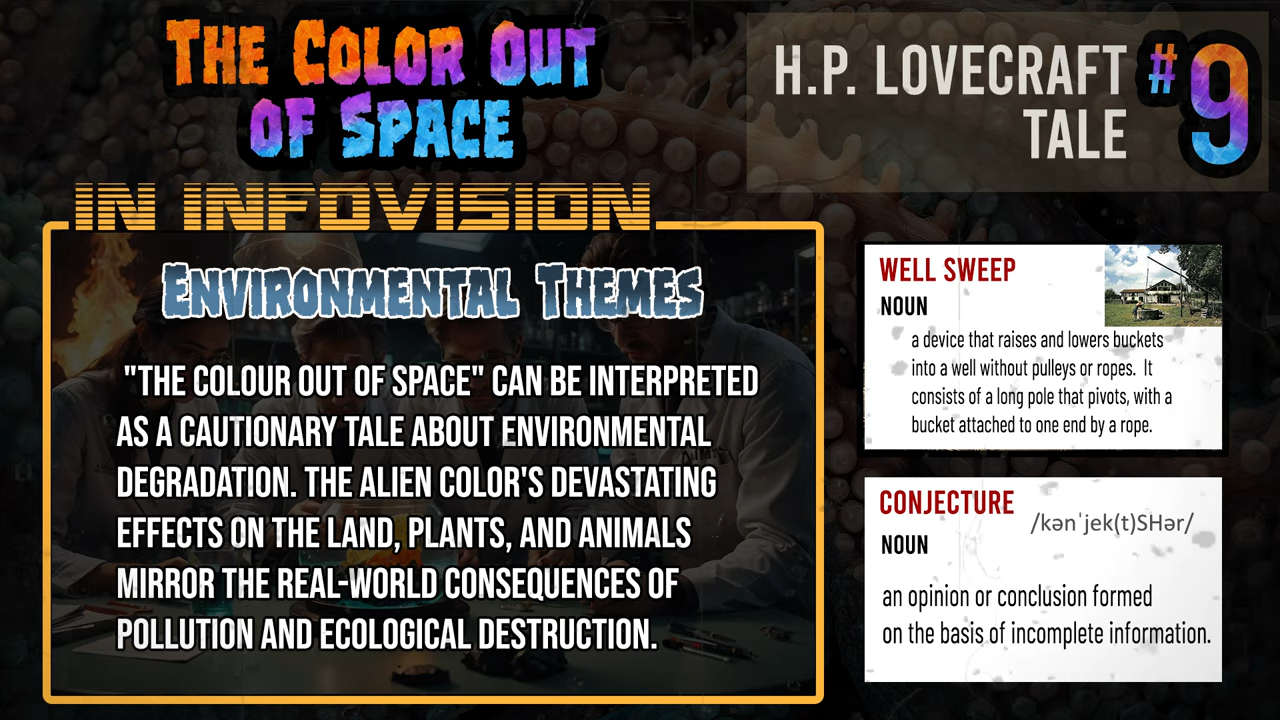 THE COLOR OUT
OF SPACE
H.P. LOVECRAFT
TALE
#9
IN INFOVISION
ENVIRONMENTAL THEMES
"THE COLOUR OUT OF SPACE" CAN BE INTERPRETED
AS A CAUTIONARY TALE ABOUT ENVIRONMENTAL
DEGRADATION. THE ALIEN COLOR'S DEVASTATING
EFFECTS ON THE LAND, PLANTS, AND ANIMALS
MIRROR THE REAL-WORLD CONSEQUENCES OF
POLLUTION AND ECOLOGICAL DESTRUCTION.
WELL SWEEP
NOUN
a device that raises and lowers buckets
into a well without pulleys or ropes. It
consists of a long pole that pivots, with a
bucket attached to one end by a rope.
CONJECTURE
/kənˈjek(t)SHər/
NOUN
an opinion or conclusion formed
on the basis of incomplete information.